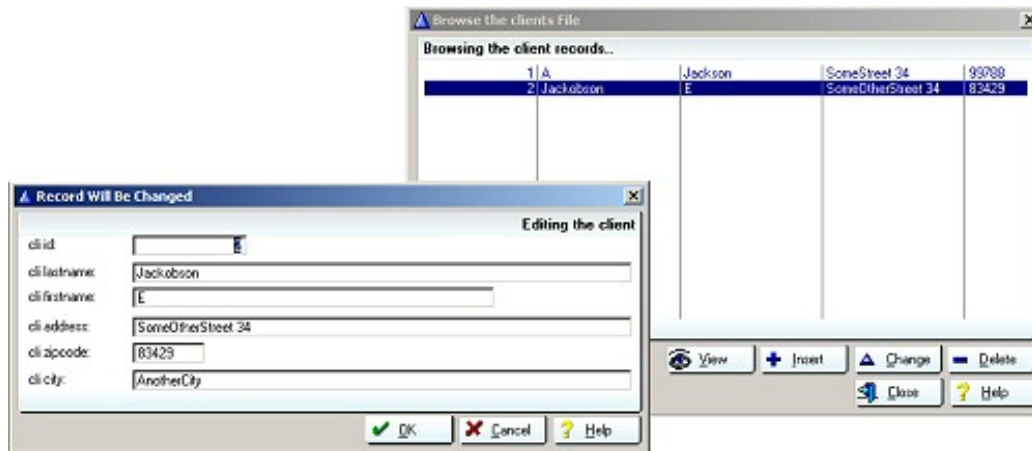 Browse the clients File
Browsing the client records..
1 A Jackson SomeStreet 34 99788
2 Jackobson E SomeOtherStreet 34 83429
View Insert Change Delete
Close Help
Record Will Be Changed
Editing the client
cli id: 2
cli lastname: Jackobson
cli firstname: E
cli address: SomeOtherStreet 34
cli zipcode: 83429
cli city: AnotherCity
OK Cancel Help